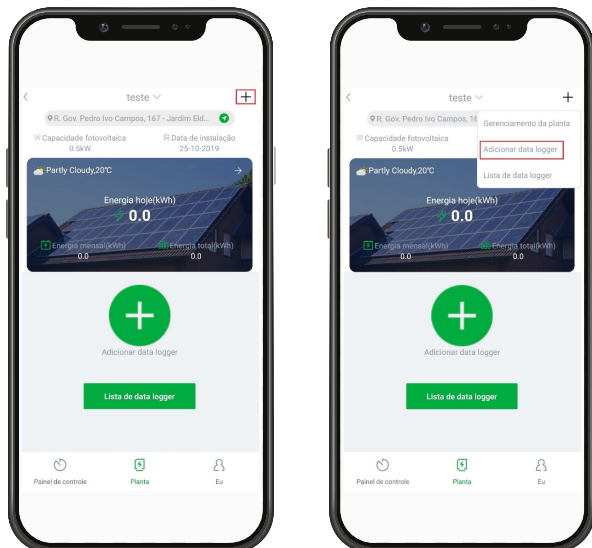 teste
R. Gov. Pedro Ivo Campos, 167 - Jardim Eld...
Capacidade fotovoltaica
0.5kW
Data de instalação
25-10-2019
Partly Cloudy,20℃
Energia hoje(kWh)
0.0
Energia mensal(kWh)
0.0
Energia total(kWh)
0.0
Adicionar data logger
Lista de data logger
Painel de controle
Planta
Eu
teste
R. Gov. Pedro Ivo Campos, 16
Gerenciamento da planta
Adicionar data logger
Lista de data logger
Capacidade fotovoltaica
0.5kW
Partly Cloudy,20℃
Energia hoje(kWh)
0.0
Energia mensal(kWh)
0.0
Energia total(kWh)
0.0
Adicionar data logger
Lista de data logger
Painel de controle
Planta
Eu